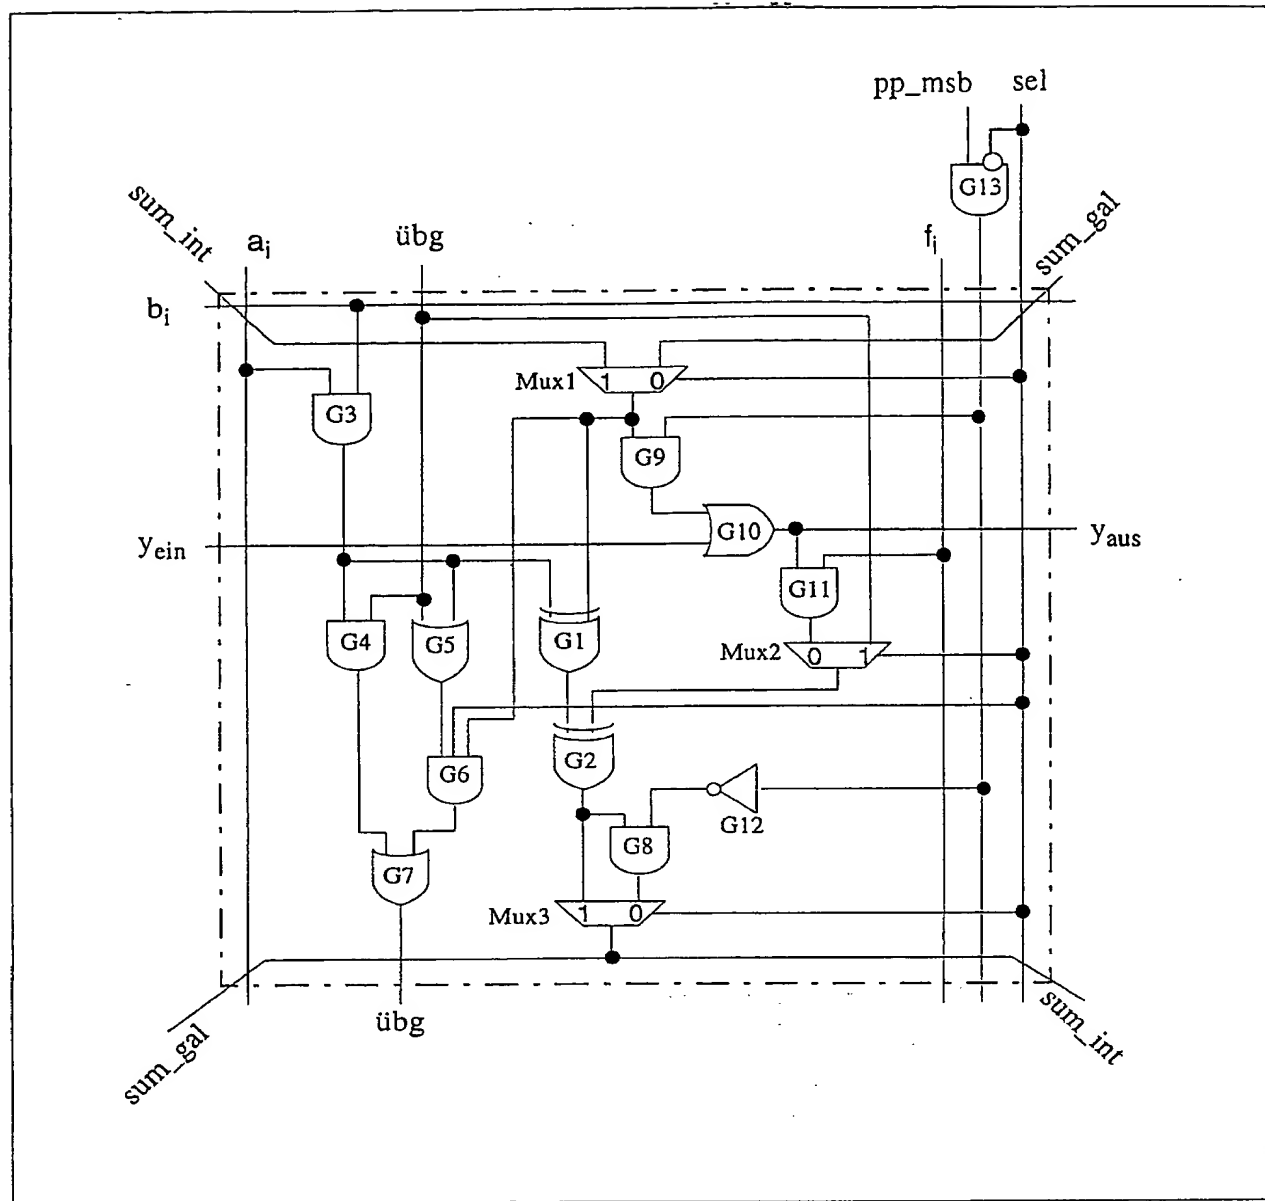 pp_msb sel
G13
sum_int
a_i
übg
f_i
sum_gal
b_i
Mux1 1 0
G3
G9
y_ein
G10
y_aus
G11
G4
G5
G1
Mux2 0 1
G6
G2
G12
G8
G7
Mux3 1 0
übg
sum_gal
sum_int